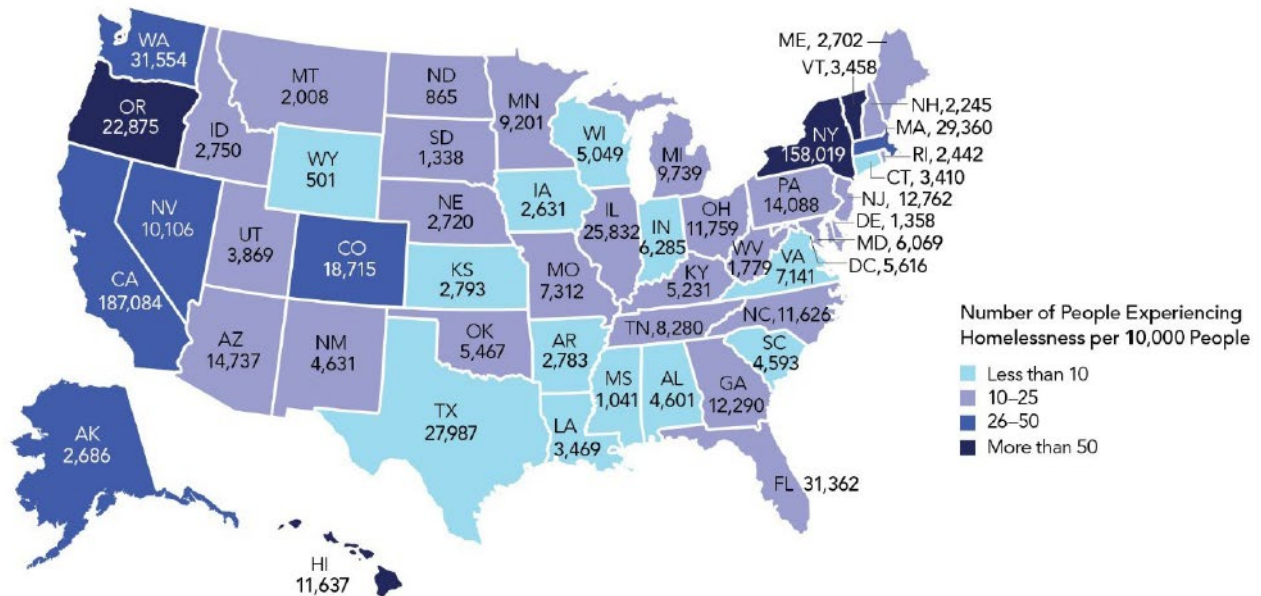 WA
31,554
OR
22,875
CA
187,084
NV
10,106
ID
2,750
MT
2,008
WY
501
UT
3,869
CO
18,715
AZ
14,737
NM
4,631
ND
865
SD
1,338
NE
2,720
KS
2,793
OK
5,467
TX
27,987
MN
9,201
IA
2,631
MO
7,312
AR
2,783
LA
3,469
WI
5,049
IL
25,832
MI
9,739
IN
6,285
OH
11,759
KY
5,231
TN, 8,280
MS
1,041
AL
4,601
GA
12,290
FL 31,362
SC
4,593
NC, 11,626
VA
7,141
WV
1,779
PA
14,088
NY
158,019
ME, 2,702
VT, 3,458
NH, 2,245
MA, 29,360
RI, 2,442
CT, 3,410
NJ, 12,762
DE, 1,358
MD, 6,069
DC, 5,616
AK
2,686
HI
11,637
Number of People Experiencing
Homelessness per 10,000 People
Less than 10
10–25
26–50
More than 50